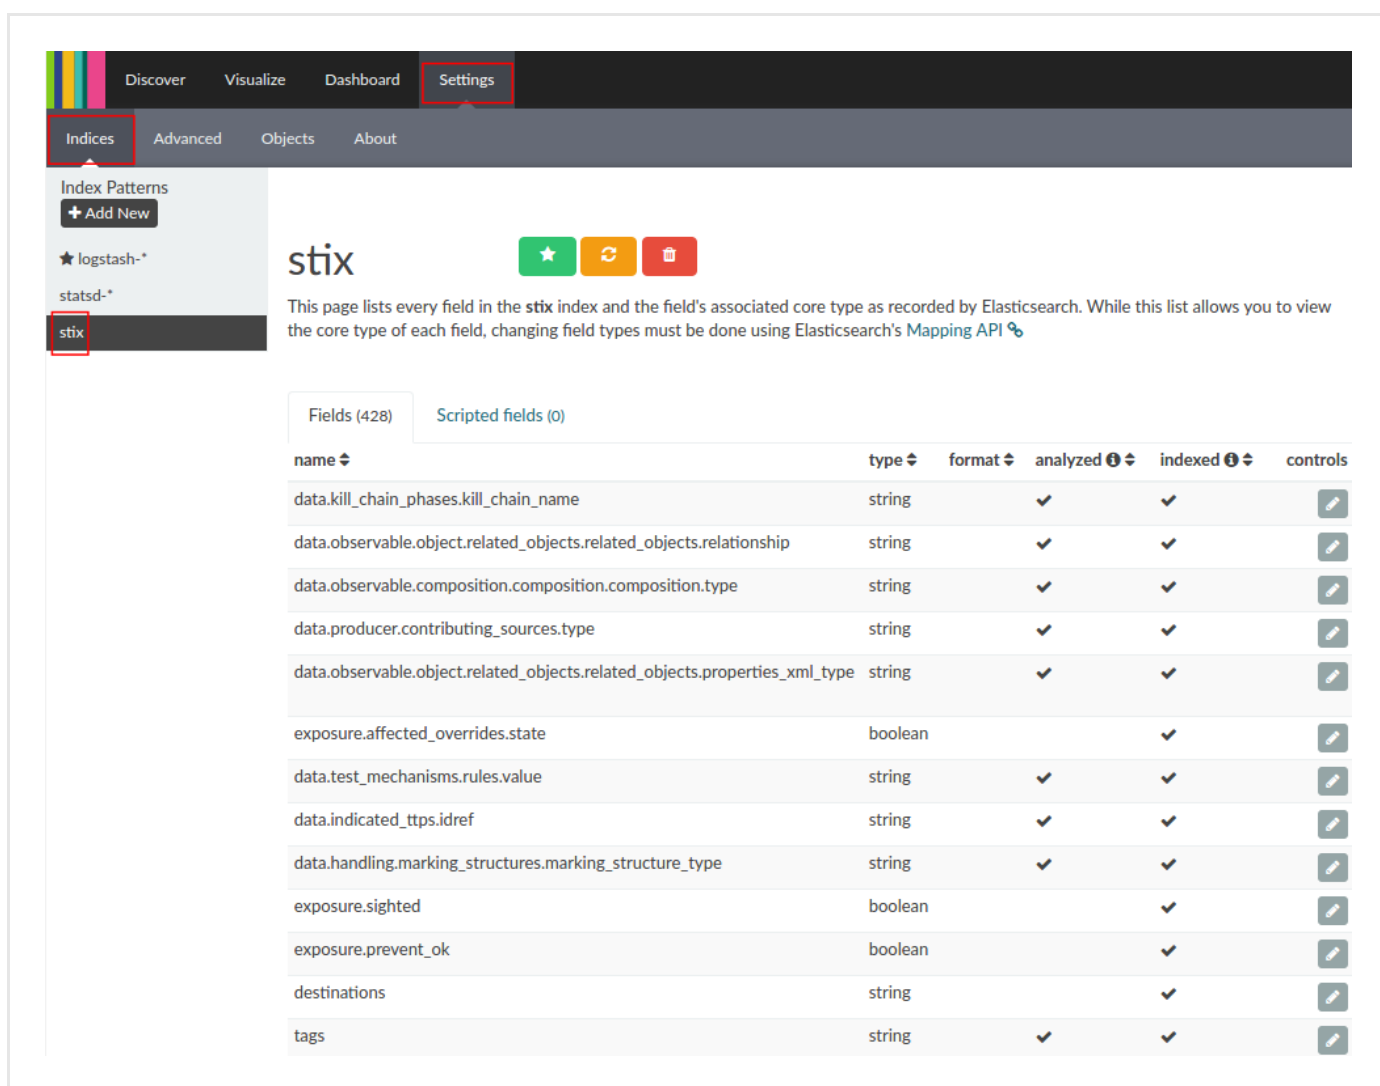 Discover Visualize Dashboard Settings
Indices Advanced Objects About
Index Patterns
Add New
logstash-*
statsd-*
stix
stix
This page lists every field in the stix index and the field's associated core type as recorded by Elasticsearch. While this list allows you to view
the core type of each field, changing field types must be done using Elasticsearch's Mapping API
Fields (428) Scripted fields (0)
name type format analyzed indexed controls
data.kill_chain_phases.kill_chain_name string
data.observable.object.related_objects.related_objects.relationship string
data.observable.composition.composition.composition.type string
data.producer.contributing_sources.type string
data.observable.object.related_objects.related_objects.properties_xml_type string
exposure.affected_overrides.state boolean
data.test_mechanisms.rules.value string
data.indicated_ttps.idref string
data.handling.marking_structures.marking_structure_type string
exposure.sighted boolean
exposure.prevent_ok boolean
destinations string
tags string